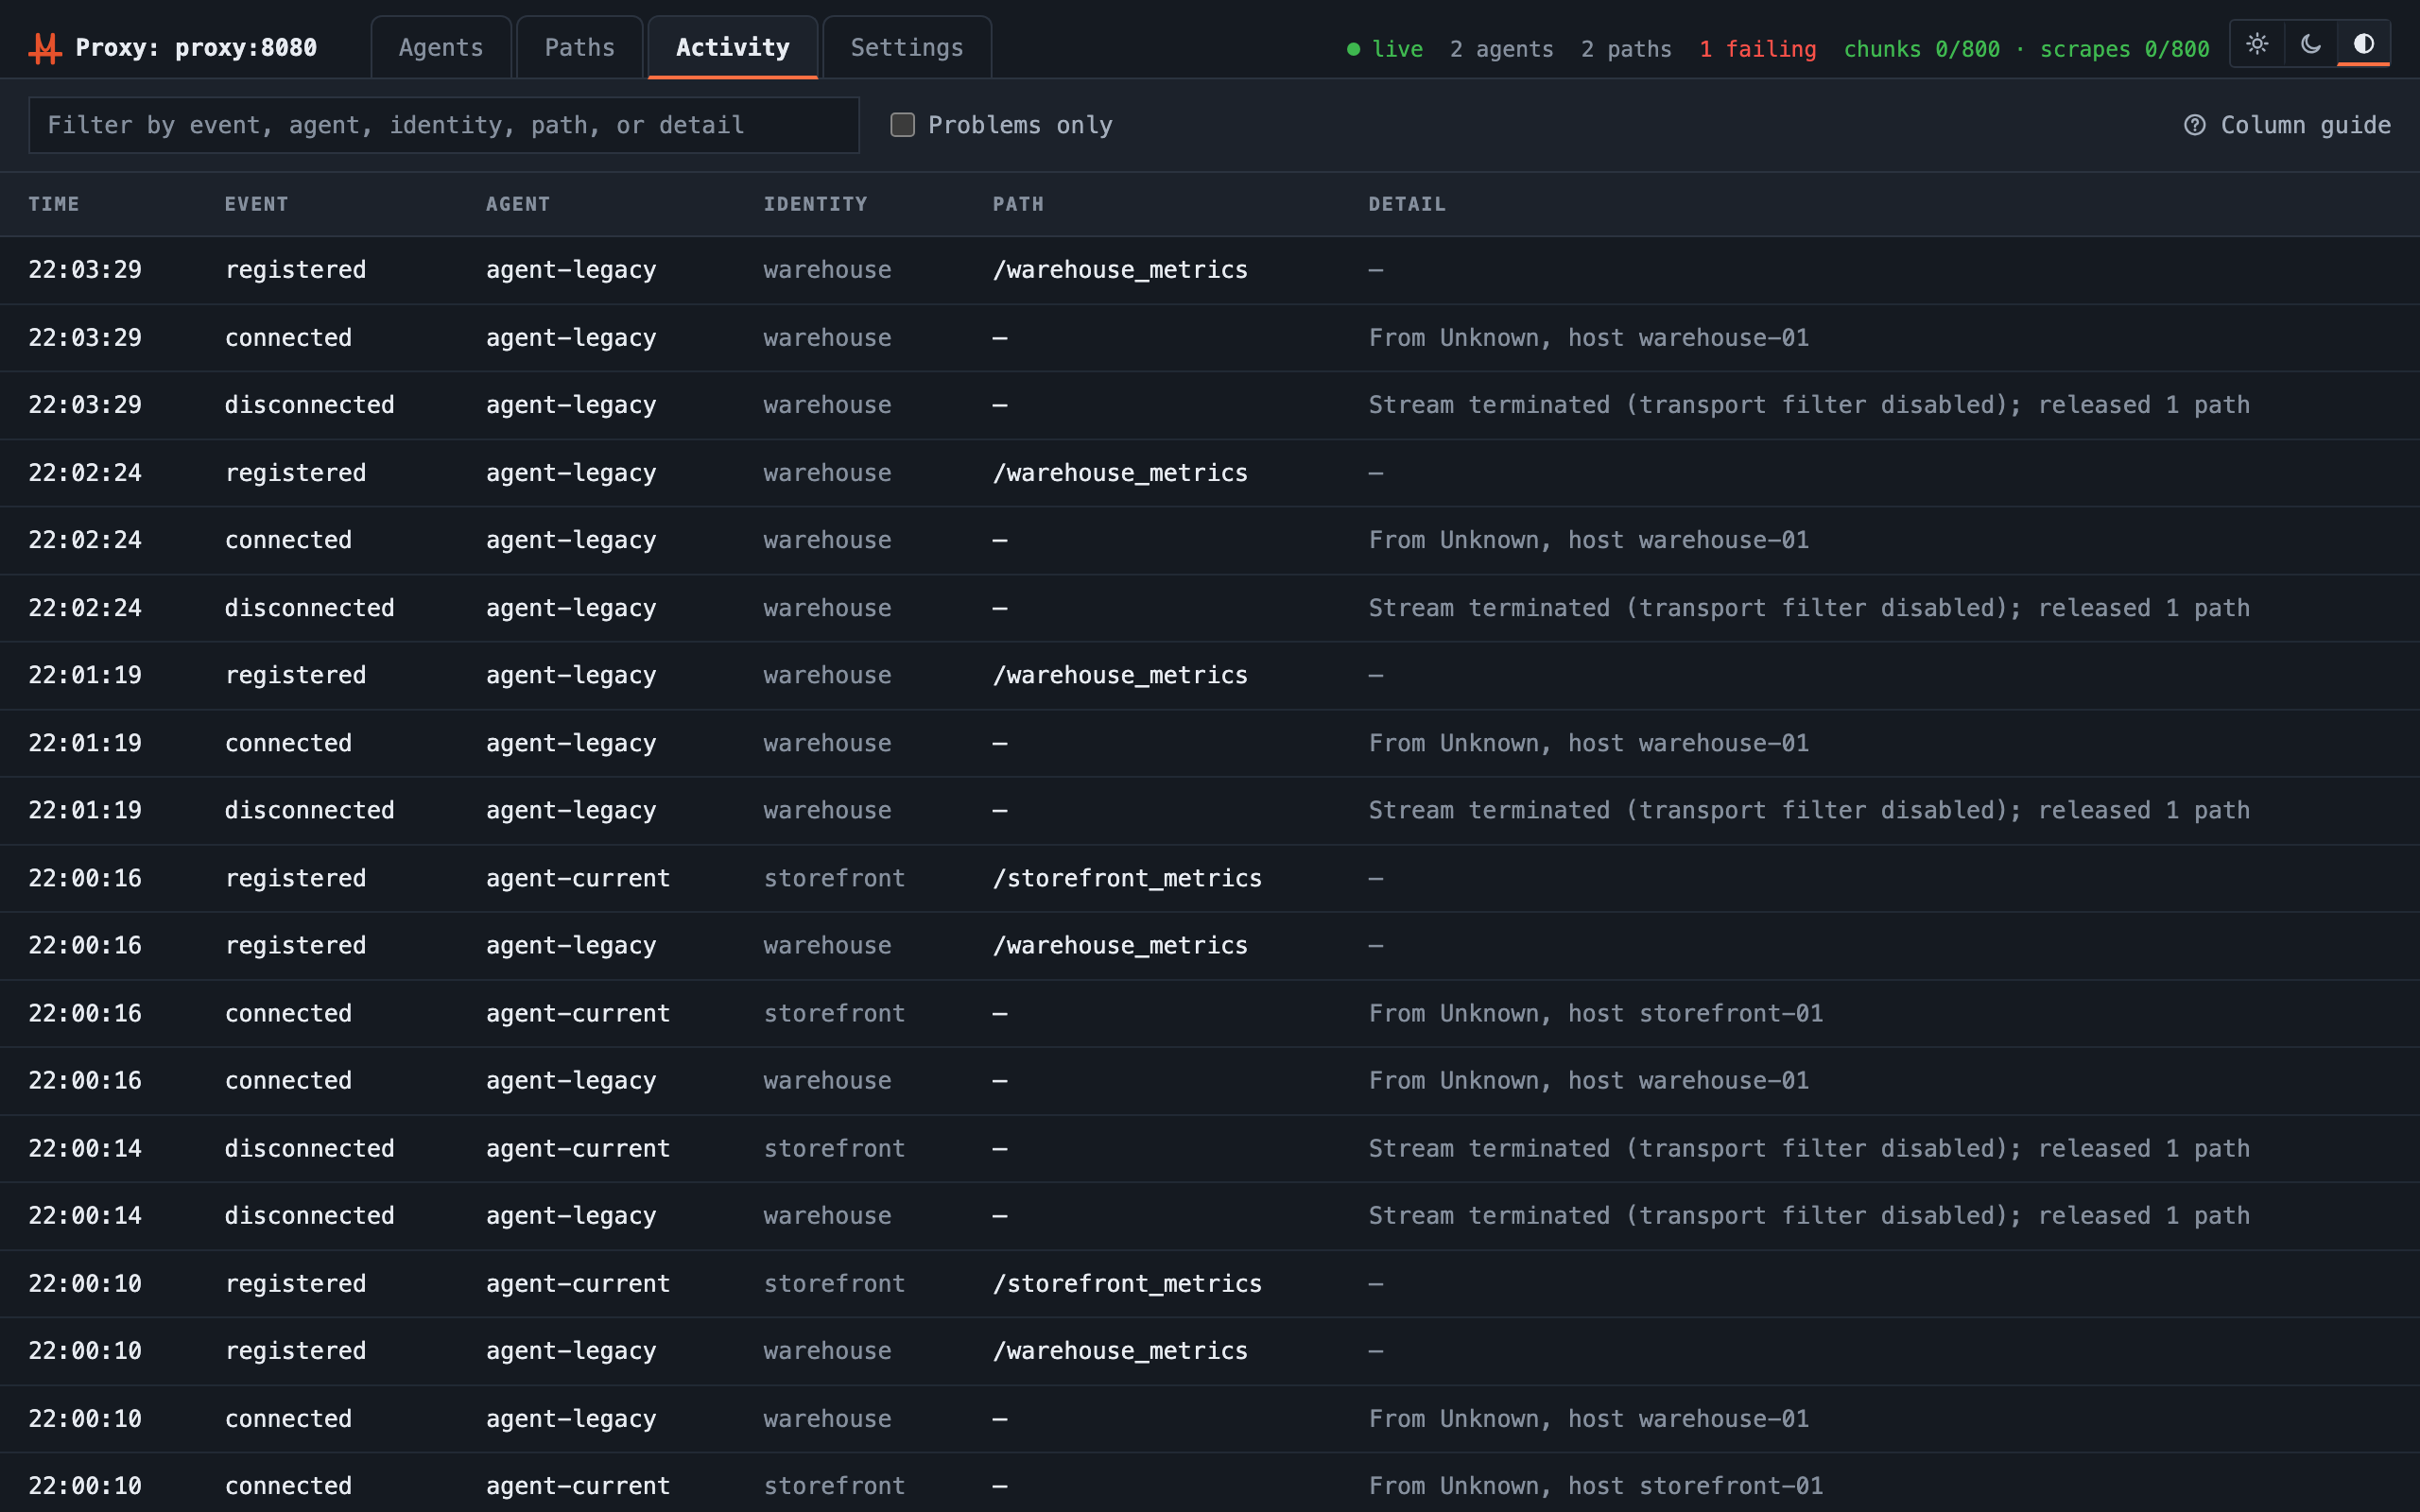 Proxy: proxy:8080 Agents Paths Activity Settings live 2 agents 2 paths 1 failing chunks 0/800 · scrapes 0/800
Filter by event, agent, identity, path, or detail Problems only Column guide
TIME EVENT AGENT IDENTITY PATH DETAIL
22:03:29 registered agent-legacy warehouse /warehouse_metrics —
22:03:29 connected agent-legacy warehouse — From Unknown, host warehouse-01
22:03:29 disconnected agent-legacy warehouse — Stream terminated (transport filter disabled); released 1 path
22:02:24 registered agent-legacy warehouse /warehouse_metrics —
22:02:24 connected agent-legacy warehouse — From Unknown, host warehouse-01
22:02:24 disconnected agent-legacy warehouse — Stream terminated (transport filter disabled); released 1 path
22:01:19 registered agent-legacy warehouse /warehouse_metrics —
22:01:19 connected agent-legacy warehouse — From Unknown, host warehouse-01
22:01:19 disconnected agent-legacy warehouse — Stream terminated (transport filter disabled); released 1 path
22:00:16 registered agent-current storefront /storefront_metrics —
22:00:16 registered agent-legacy warehouse /warehouse_metrics —
22:00:16 connected agent-current storefront — From Unknown, host storefront-01
22:00:16 connected agent-legacy warehouse — From Unknown, host warehouse-01
22:00:14 disconnected agent-current storefront — Stream terminated (transport filter disabled); released 1 path
22:00:14 disconnected agent-legacy warehouse — Stream terminated (transport filter disabled); released 1 path
22:00:10 registered agent-current storefront /storefront_metrics —
22:00:10 registered agent-legacy warehouse /warehouse_metrics —
22:00:10 connected agent-legacy warehouse — From Unknown, host warehouse-01
22:00:10 connected agent-current storefront — From Unknown, host storefront-01